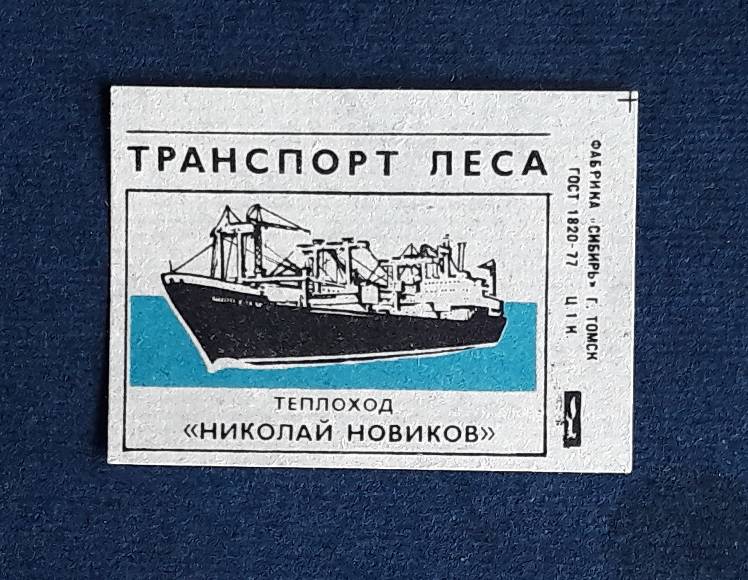 ТРАНСПОРТ ЛЕСА
ТЕПЛОХОД
«НИКОЛАЙ НОВИКОВ»
ФАБРИКА „СИБИРЬ” Г. ТОМСК
ГОСТ 1820-77 Ц 1 К.